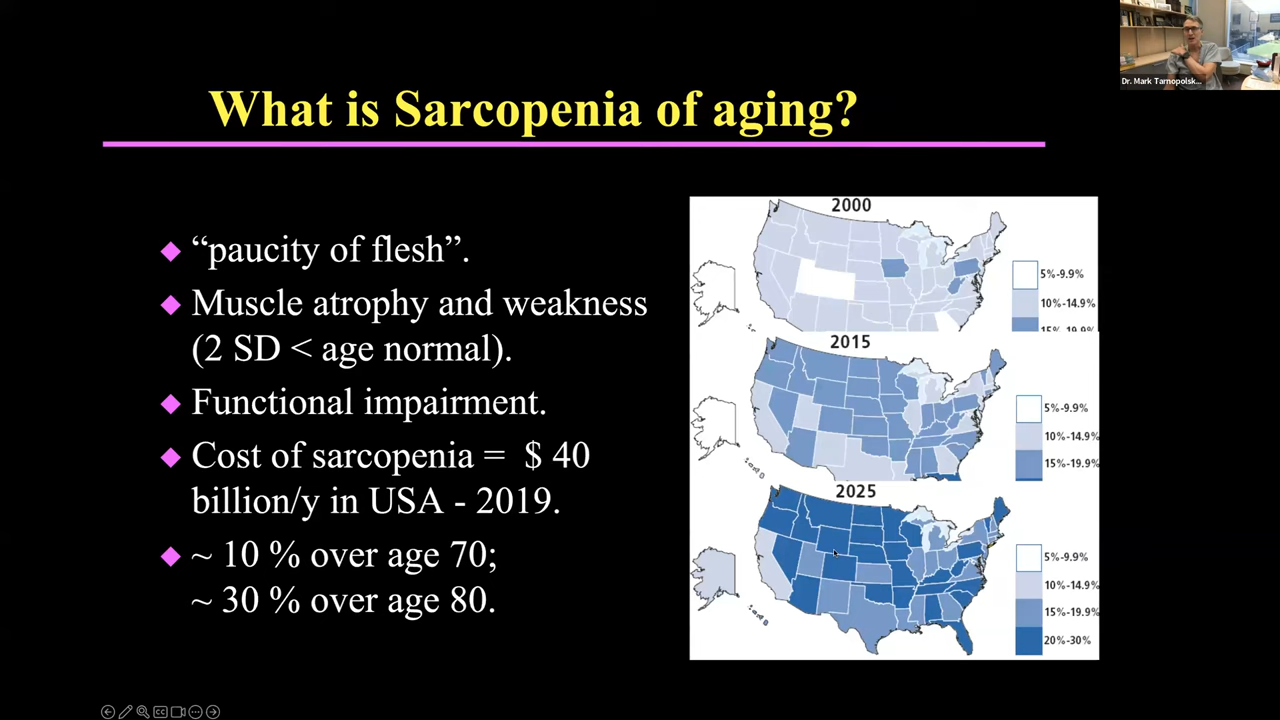 Dr. Mark Tarnopolsk...
What is Sarcopenia of aging?
“paucity of flesh”.
Muscle atrophy and weakness
(2 SD < age normal).
Functional impairment.
Cost of sarcopenia = $ 40
billion/y in USA - 2019.
~ 10 % over age 70;
~ 30 % over age 80.
2000
5%-9.9%
10%-14.9%
15%-19.9%
2015
5%-9.9%
10%-14.9%
15%-19.9%
2025
5%-9.9%
10%-14.9%
15%-19.9%
20%-30%